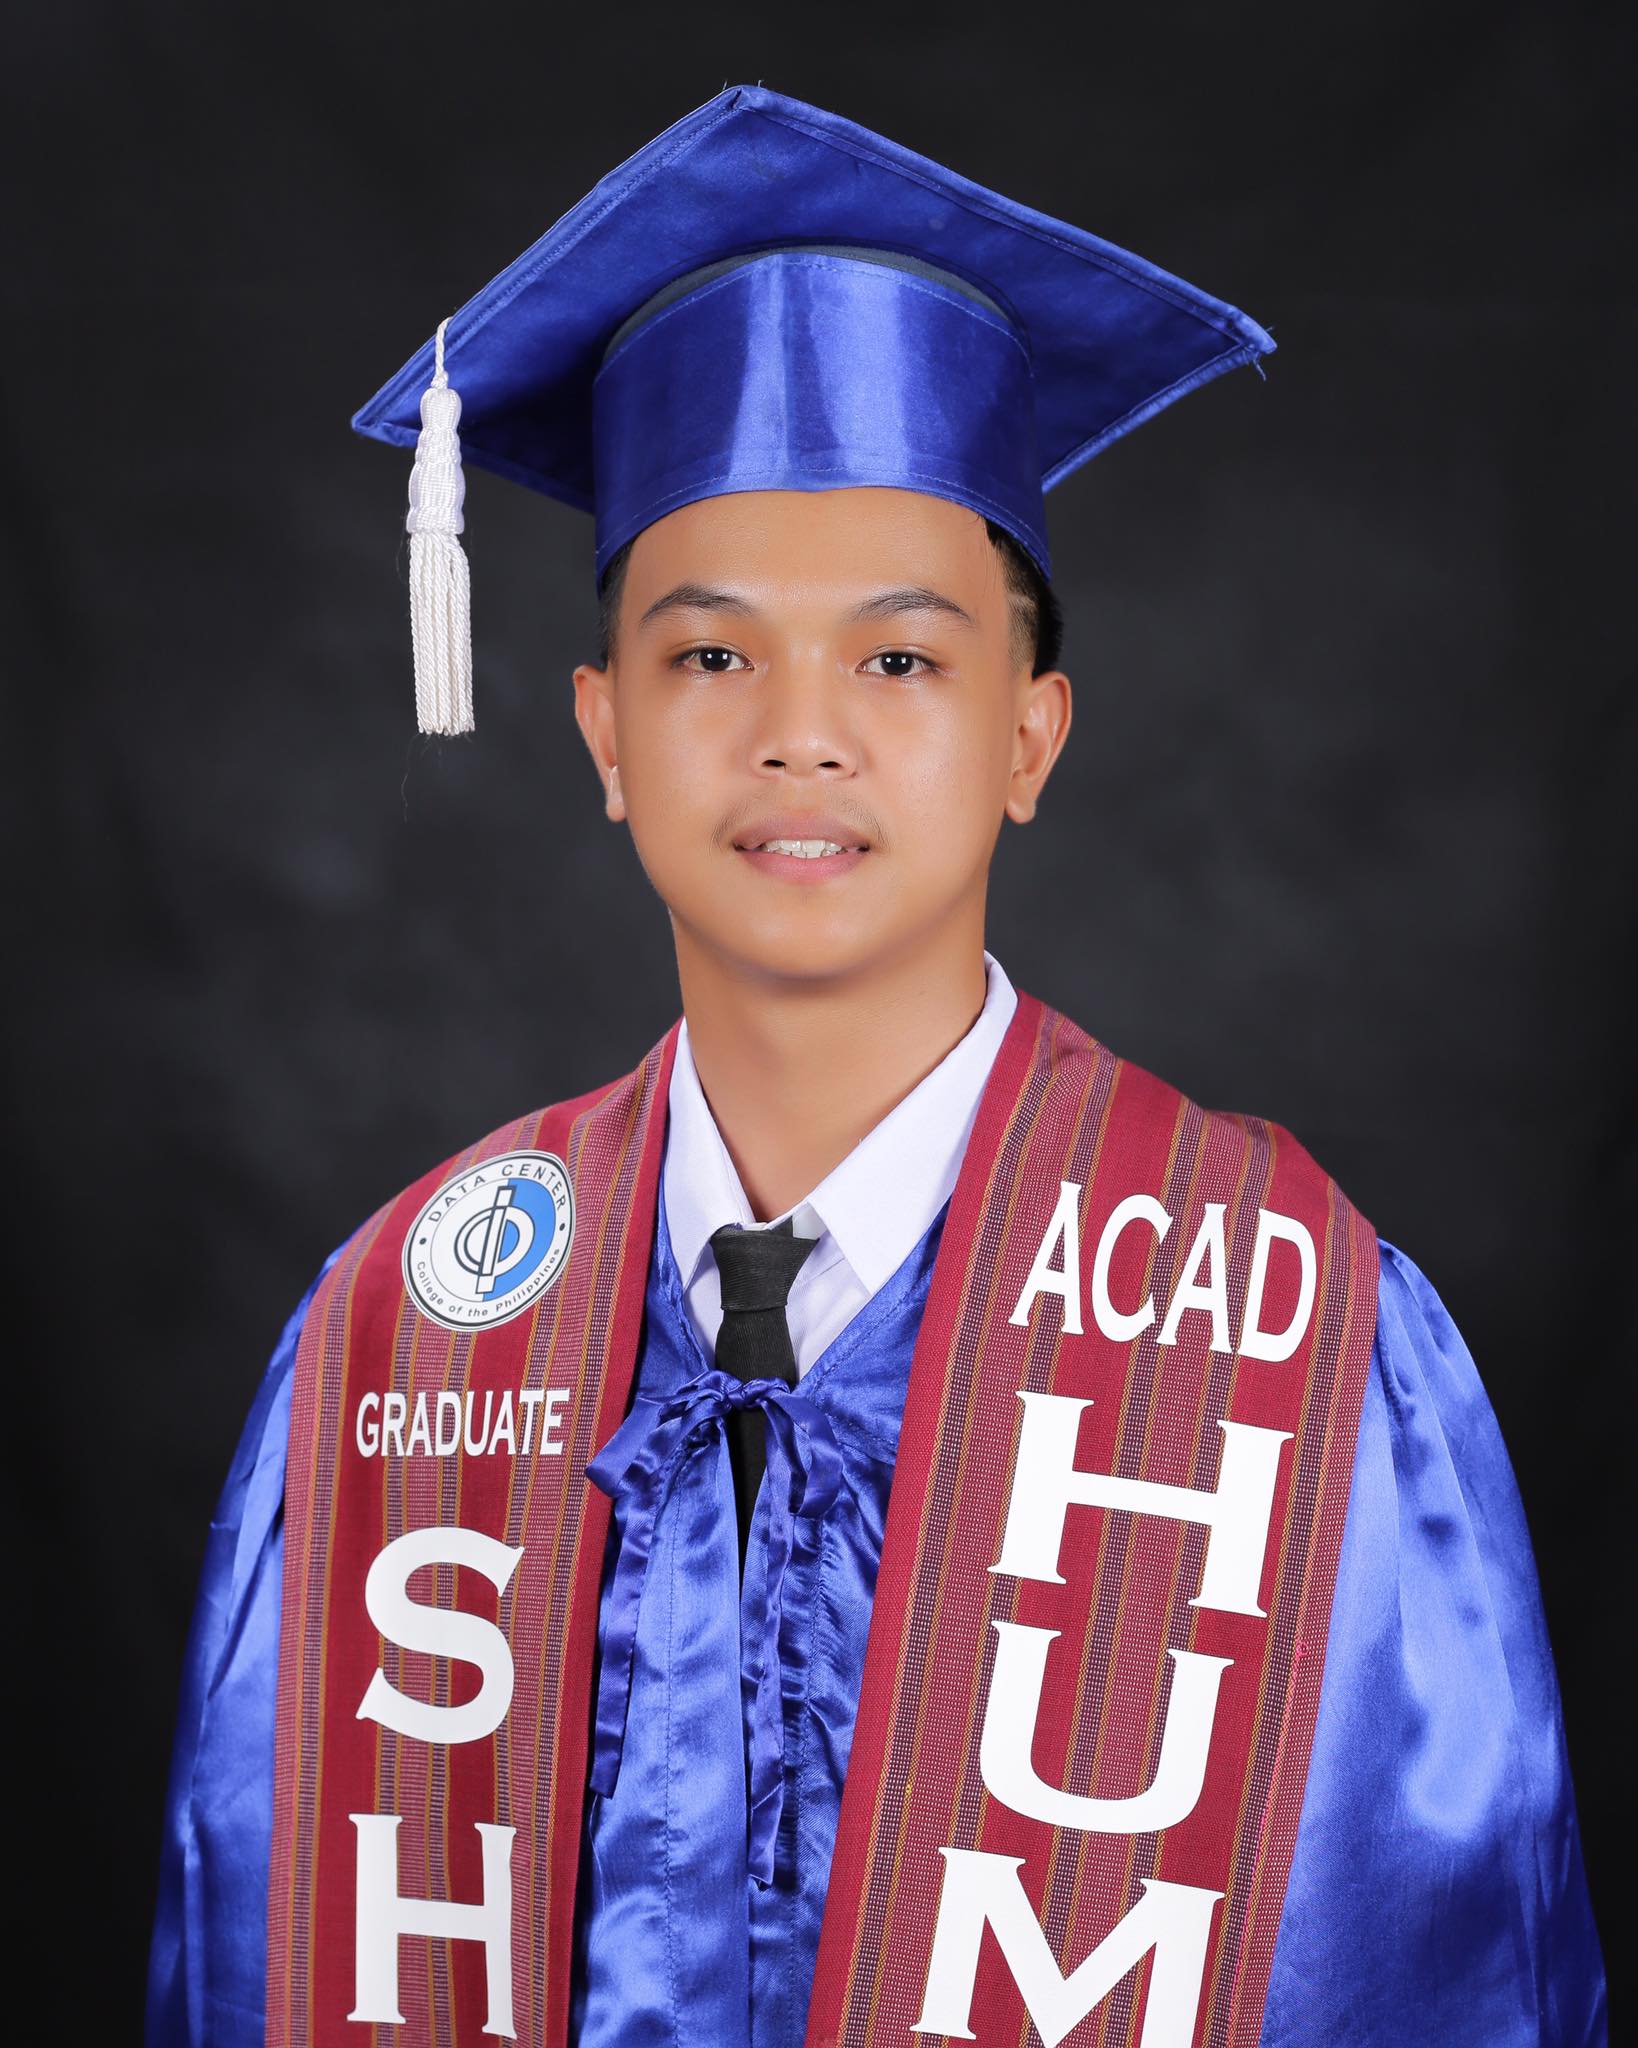 DATA CENTER
College of the Philippines
GRADUATE
S
H
ACAD
H
U
M